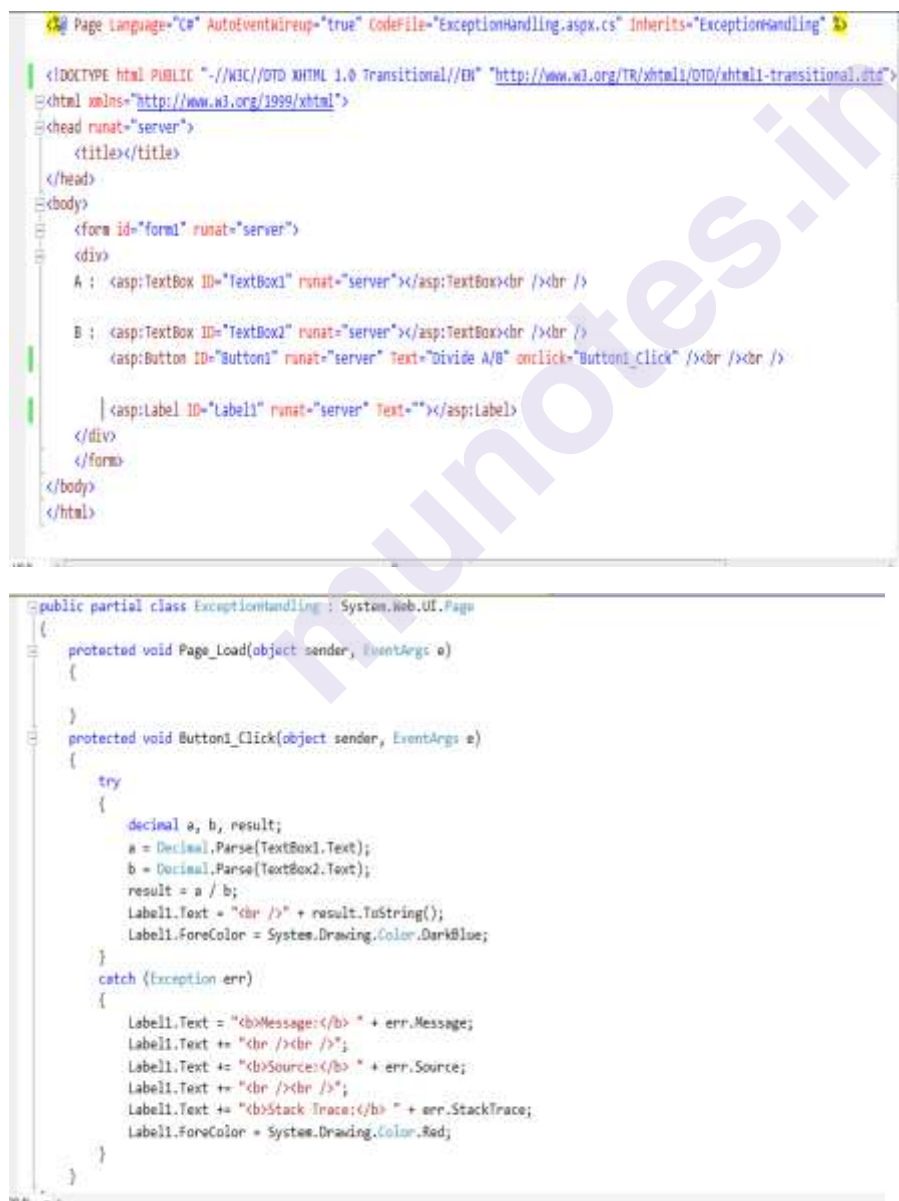 <%@ Page Language="C#" AutoEventWireup="true" CodeFile="ExceptionHandling.aspx.cs" Inherits="ExceptionHandling" %>
<!DOCTYPE html PUBLIC "-//W3C//DTD XHTML 1.0 Transitional//EN" "http://www.w3.org/TR/xhtml1/DTD/xhtml1-transitional.dtd">
<html xmlns="http://www.w3.org/1999/xhtml">
<head runat="server">
<title></title>
</head>
<body>
<form id="form1" runat="server">
<div>
A : <asp:TextBox ID="TextBox1" runat="server"></asp:TextBox><br /><br />
B : <asp:TextBox ID="TextBox2" runat="server"></asp:TextBox><br /><br />
<asp:Button ID="Button1" runat="server" Text="Divide A/B" onclick="Button1_Click" /><br /><br />
<asp:Label ID="Label1" runat="server" Text=""></asp:Label>
</div>
</form>
</body>
</html>
munotes.in
public partial class ExceptionHandling : System.Web.UI.Page
{
protected void Page_Load(object sender, EventArgs e)
{
}
protected void Button1_Click(object sender, EventArgs e)
{
try
{
decimal a, b, result;
a = Decimal.Parse(TextBox1.Text);
b = Decimal.Parse(TextBox2.Text);
result = a / b;
Label1.Text = "<br />" + result.ToString();
Label1.ForeColor = System.Drawing.Color.DarkBlue;
}
catch (Exception err)
{
Label1.Text = "<b>Message:</b> " + err.Message;
Label1.Text += "<br /><br />";
Label1.Text += "<b>Source:</b> " + err.Source;
Label1.Text += "<br /><br />";
Label1.Text += "<b>Stack Trace:</b> " + err.StackTrace;
Label1.ForeColor = System.Drawing.Color.Red;
}
}